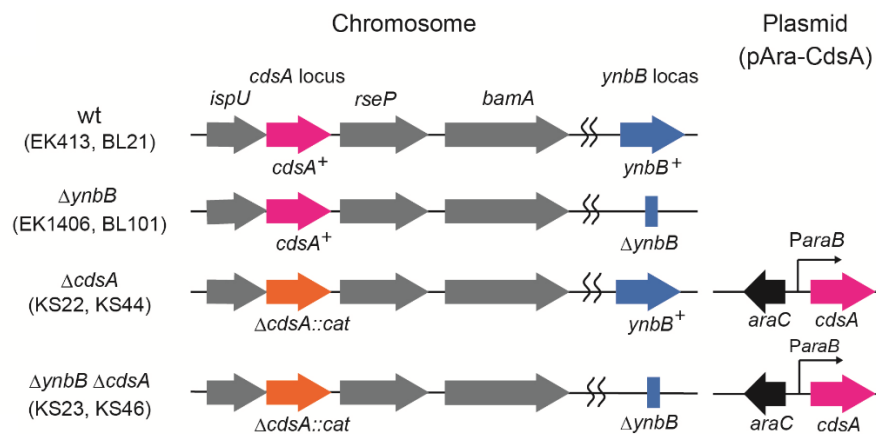 Chromosome
Plasmid
(pAra-CdsA)
cdsA locus
ynbB locas
ispU
rseP
bamA
wt
(EK413, BL21)
cdsA+
ynbB+
ΔynbB
(EK1406, BL101)
cdsA+
ΔynbB
ΔcdsA
(KS22, KS44)
ΔcdsA::cat
ynbB+
ParaB
araC
cdsA
ΔynbB ΔcdsA
(KS23, KS46)
ΔcdsA::cat
ΔynbB
ParaB
araC
cdsA